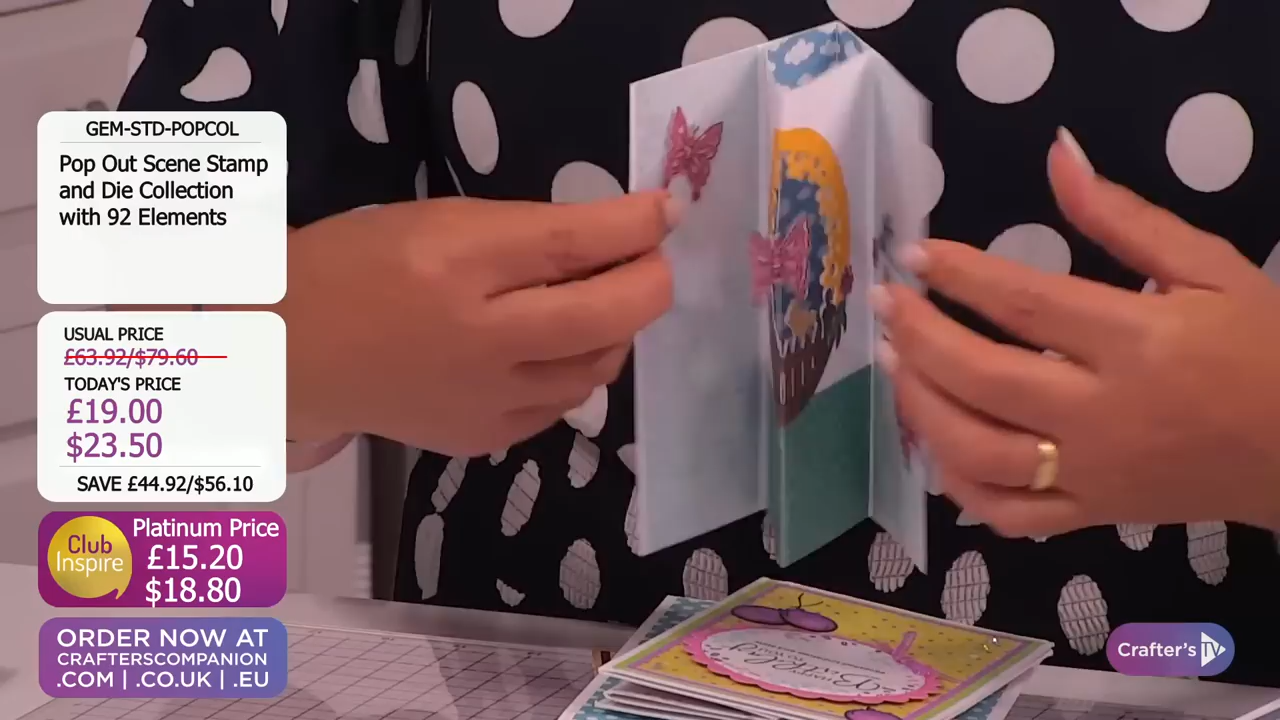 GEM-STD-POPCOL
Pop Out Scene Stamp
and Die Collection
with 92 Elements
USUAL PRICE
£63.92/$79.60
TODAY'S PRICE
£19.00
$23.50
SAVE £44.92/$56.10
Club
Inspire
Platinum Price
£15.20
$18.80
ORDER NOW AT
CRAFTERSCOMPANION
.COM | .CO.UK | .EU
Crafter's TV
Birthday